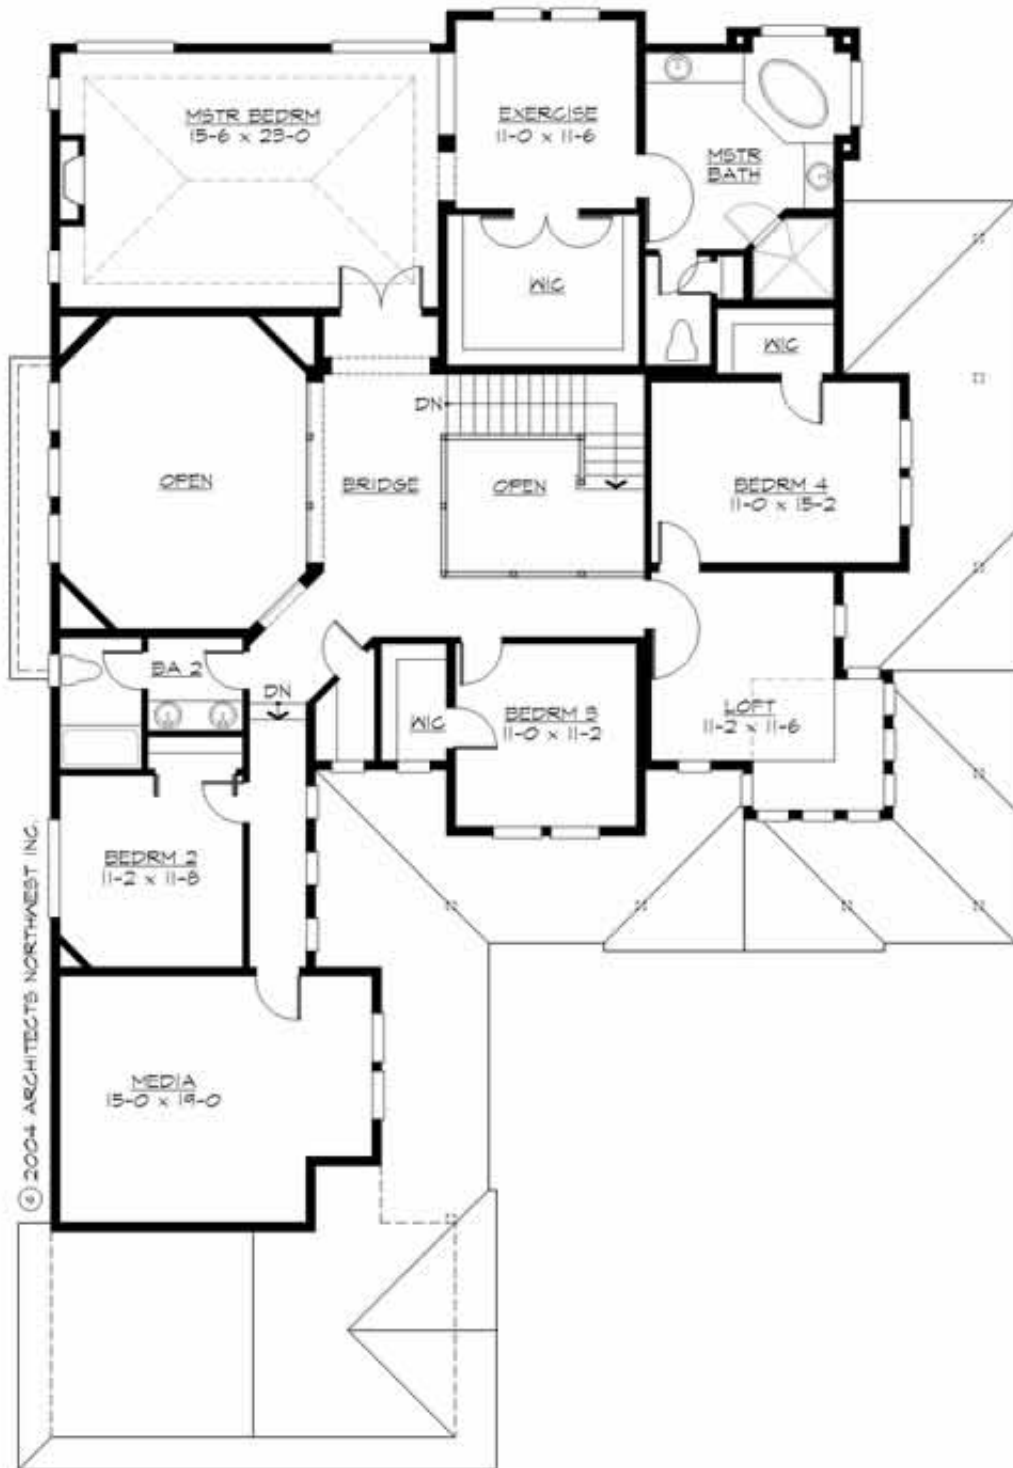 MSTR BEDRM
15-6 x 23-0
EXERCISE
11-0 x 11-6
MSTR
BATH
WIC
WIC
DN
OPEN
BRIDGE
OPEN
BEDRM 4
11-0 x 15-2
BA 2
DN
WIC
BEDRM 3
11-0 x 11-2
LOFT
11-2 x 11-6
BEDRM 2
11-2 x 11-8
MEDIA
15-0 x 19-0
© 2004 ARCHITECTS NORTHWEST INC.